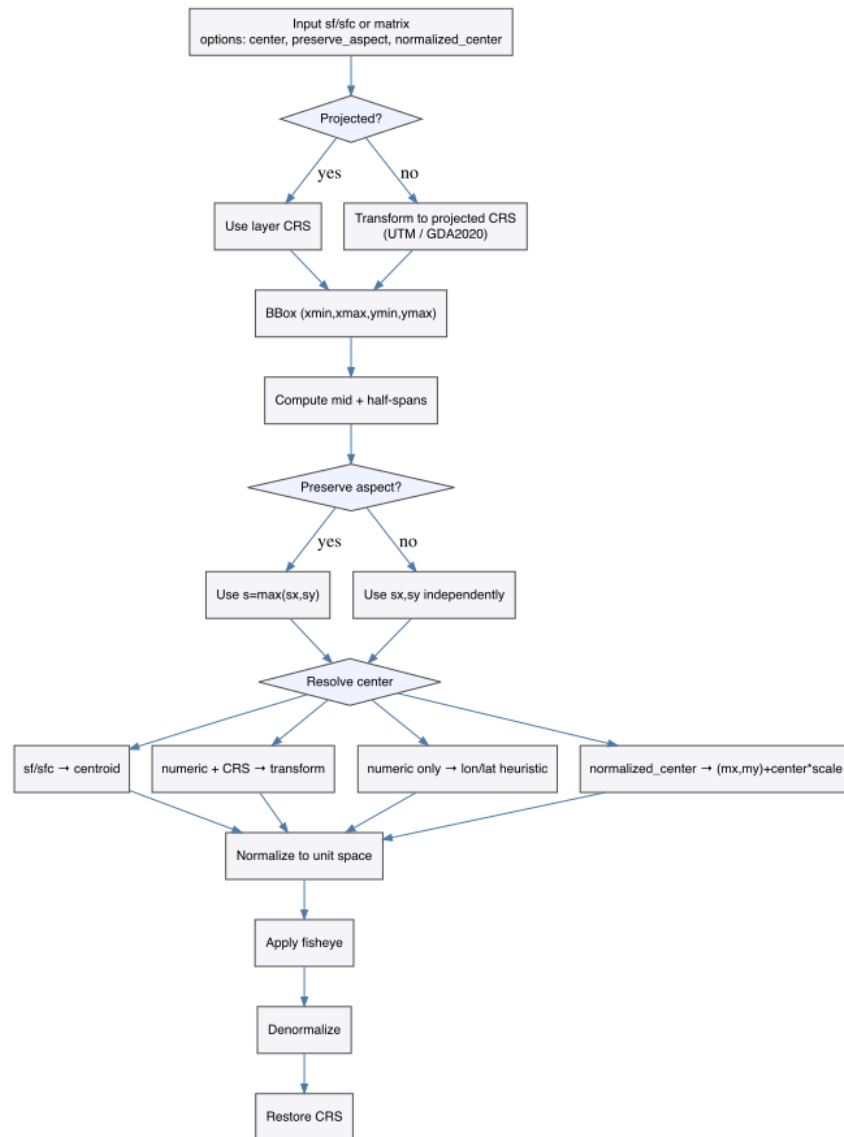 Input sf/sfc or matrix
options: center, preserve_aspect, normalized_center
Projected?
yes
no
Use layer CRS
Transform to projected CRS
(UTM / GDA2020)
BBox (xmin,xmax,ymin,ymax)
Compute mid + half-spans
Preserve aspect?
yes
no
Use s=max(sx,sy)
Use sx,sy independently
Resolve center
sf/sfc → centroid
numeric + CRS → transform
numeric only → lon/lat heuristic
normalized_center → (mx,my)+center*scale
Normalize to unit space
Apply fisheye
Denormalize
Restore CRS